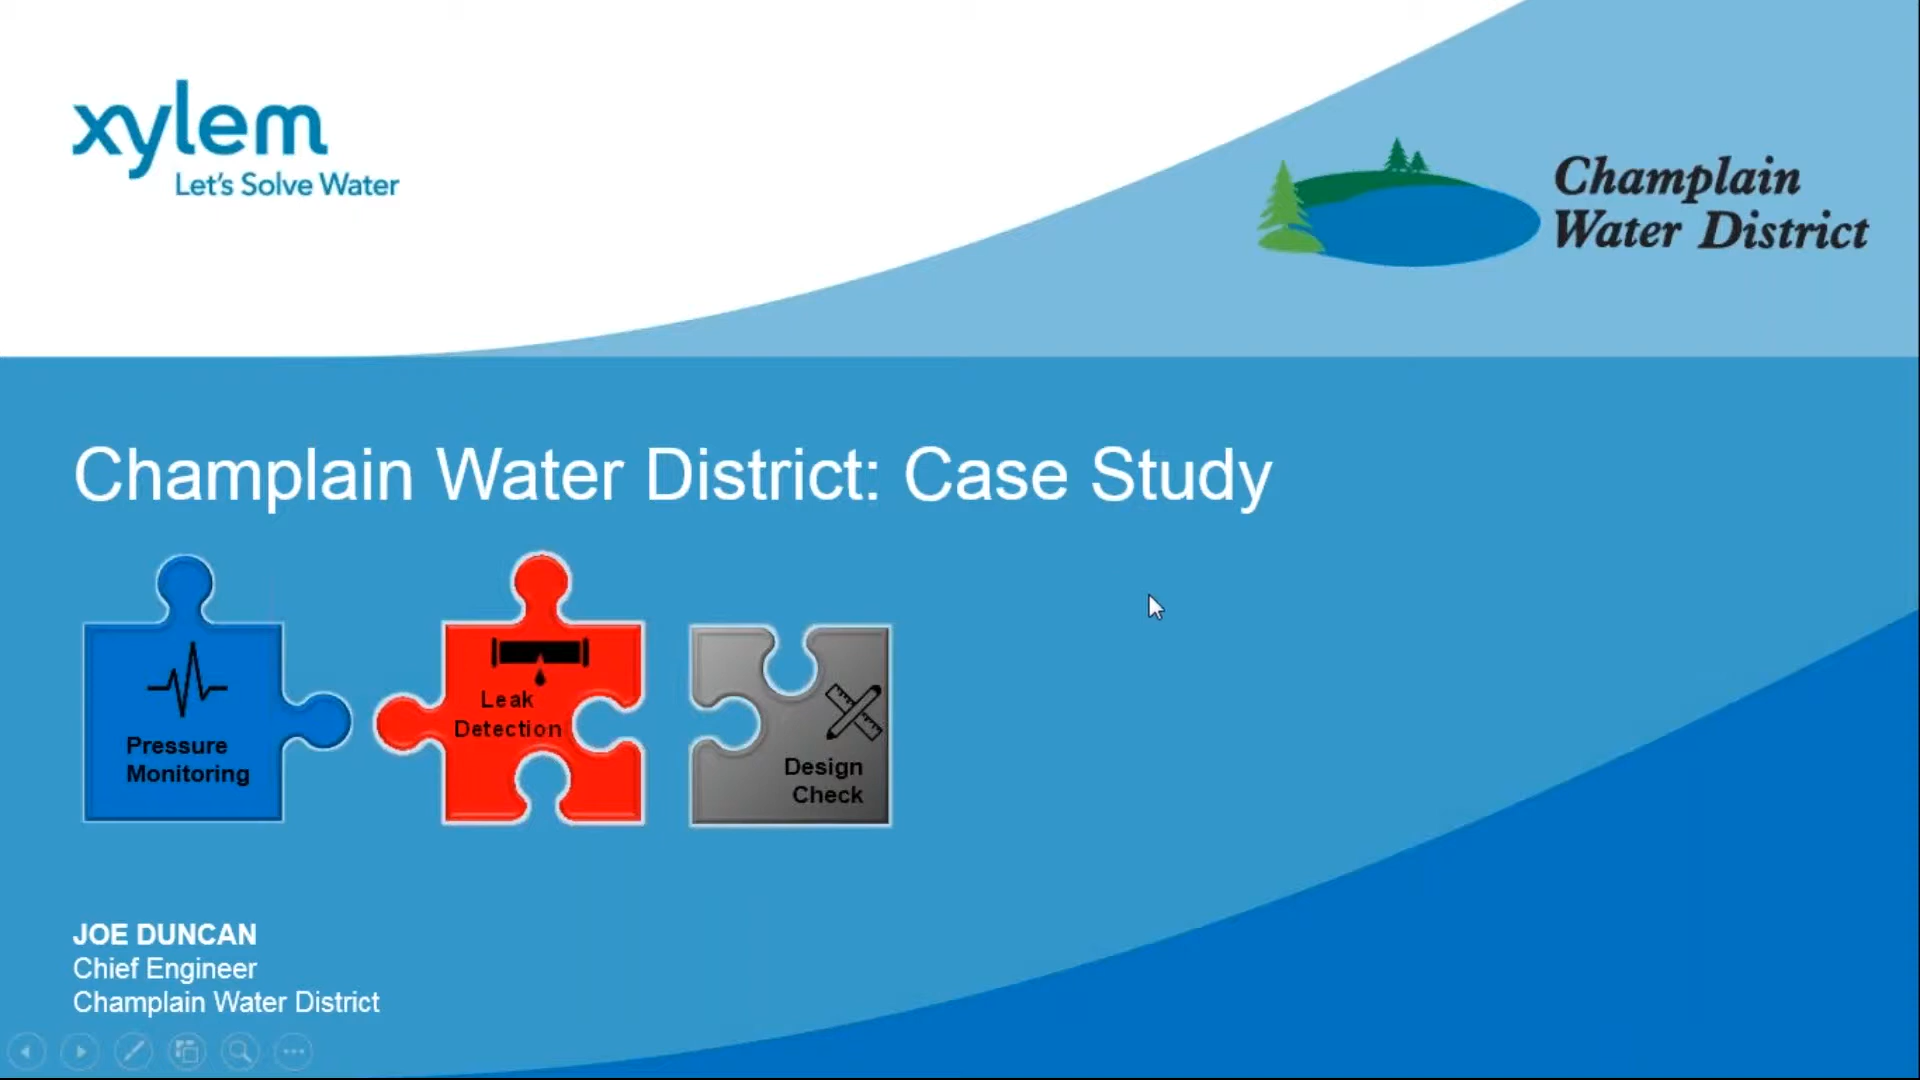 xylem
Let's Solve Water
Champlain
Water District
Champlain Water District: Case Study
Pressure
Monitoring
Leak
Detection
Design
Check
JOE DUNCAN
Chief Engineer
Champlain Water District